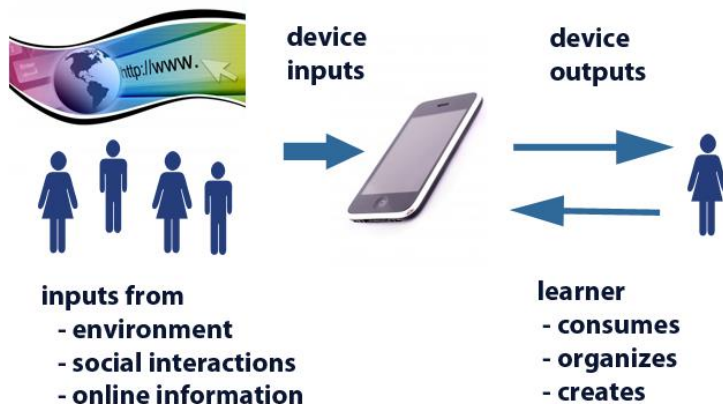 http://www.
device
inputs
device
outputs
inputs from
- environment
- social interactions
- online information
learner
- consumes
- organizes
- creates